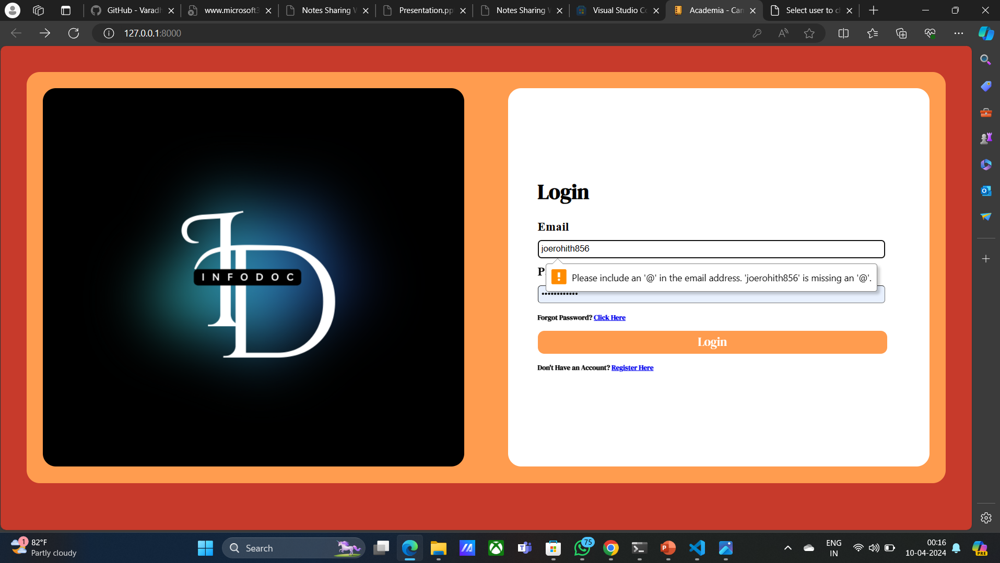 GitHub - Varadh
www.microsoft3
Notes Sharing W
Presentation.pp
Notes Sharing W
Visual Studio Co
Academia - Cam
Select user to ch
127.0.0.1:8000
INFODOC
Login
Email
joerohith856
P
Please include an '@' in the email address. 'joerohith856' is missing an '@'.
••••••••••••
Forgot Password? Click Here
Login
Don't Have an Account? Register Here
1
82°F
Partly cloudy
Search
75
ENG
IN
00:16
10-04-2024
PRE